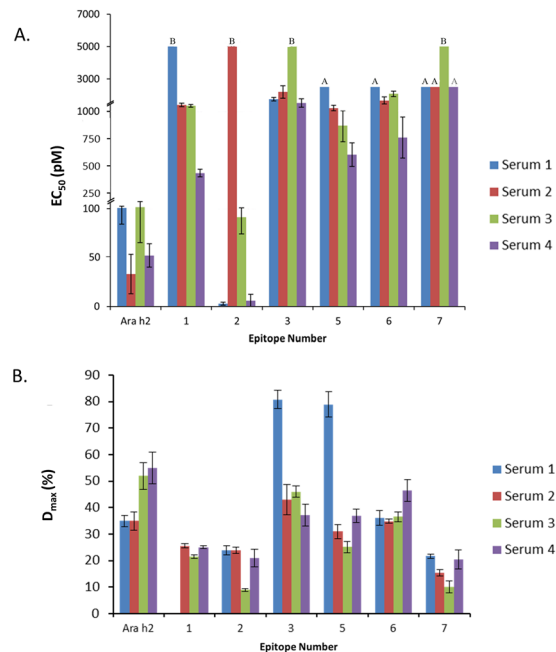 A.
7000
5000
3000
1000
750
500
250
100
50
0
EC50 (pM)
B
B
B
A
A
A
A
B
A
Ara h2
1
2
3
5
6
7
Epitope Number
Serum 1
Serum 2
Serum 3
Serum 4
B.
90
80
70
60
50
40
30
20
10
0
Dmax (%)
Ara h2
1
2
3
5
6
7
Epitope Number
Serum 1
Serum 2
Serum 3
Serum 4